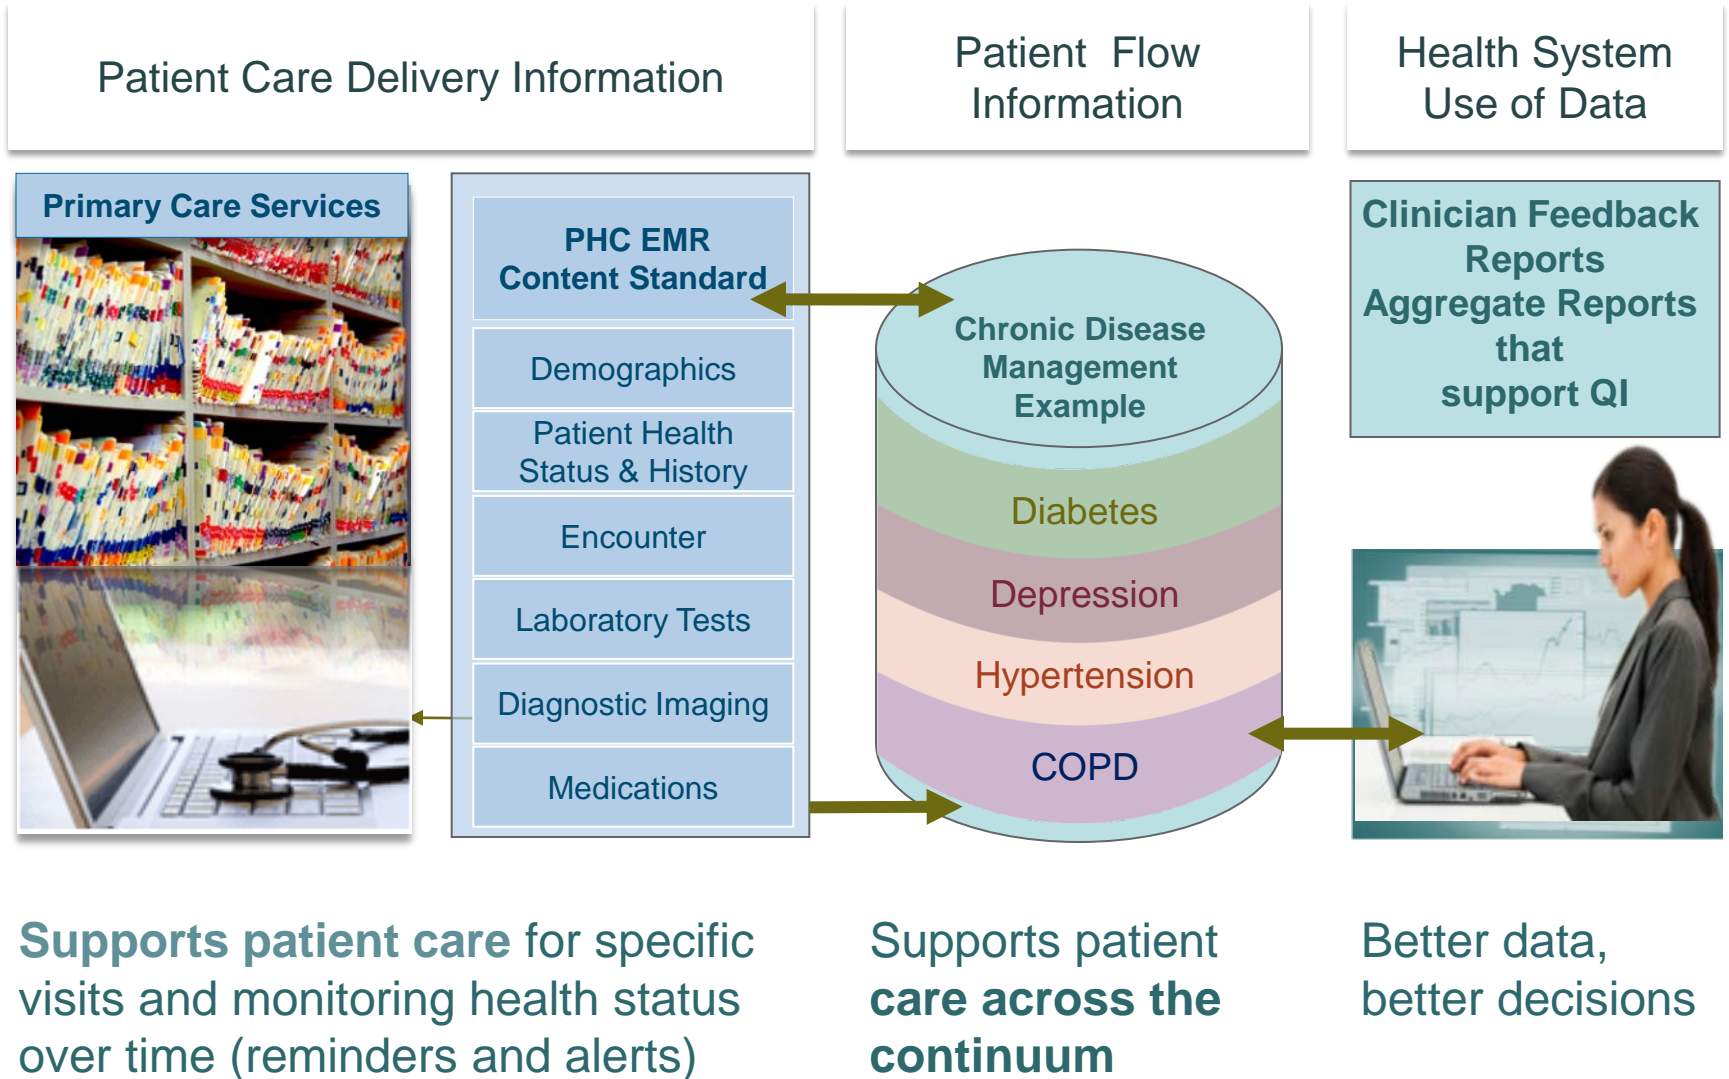 Patient Care Delivery Information
Patient Flow
Information
Health System
Use of Data
Primary Care Services
PHC EMR
Content Standard
Demographics
Patient Health
Status & History
Encounter
Laboratory Tests
Diagnostic Imaging
Medications
Chronic Disease
Management
Example
Diabetes
Depression
Hypertension
COPD
Clinician Feedback
Reports
Aggregate Reports
that
support QI
Supports patient care for specific
visits and monitoring health status
over time (reminders and alerts)
Supports patient
care across the
continuum
Better data,
better decisions